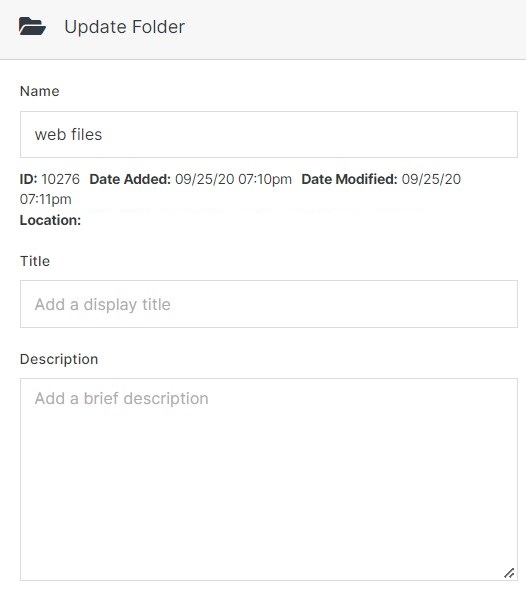 Update Folder
Name
web files
ID: 10276 Date Added: 09/25/20 07:10pm Date Modified: 09/25/20
07:11pm
Location:
Title
Add a display title
Description
Add a brief description